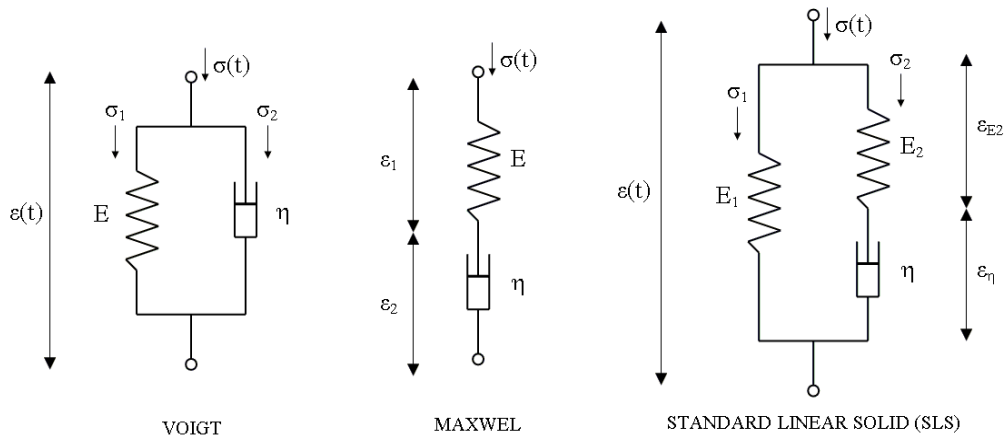 σ(t)
σ₁
σ₂
ε(t)
E
η
VOIGT
σ(t)
ε₁
E
ε₂
η
MAXWEL
σ(t)
σ₂
σ₁
ε(t)
E₁
E₂
εE2
η
εη
STANDARD LINEAR SOLID (SLS)